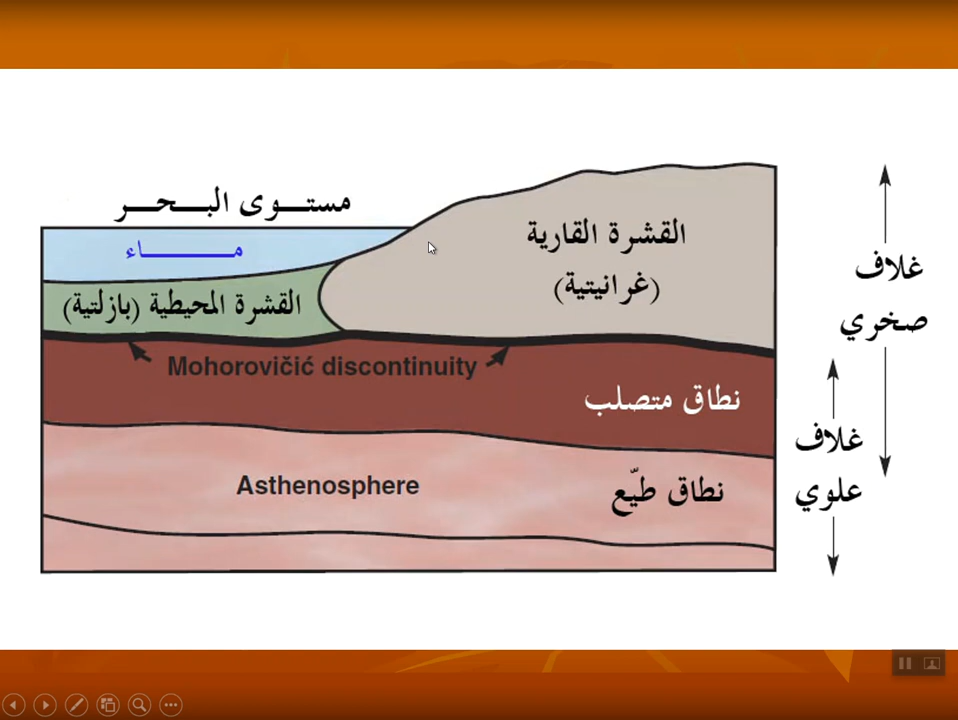 مستوى البحر
مــاء
القشرة المحيطية (بازلتية)
القشرة القارية
(غرانيتية)
Mohorovičić discontinuity
نطاق متصلب
Asthenosphere
نطاق طيّع
غلاف
صخري
غلاف
علوي